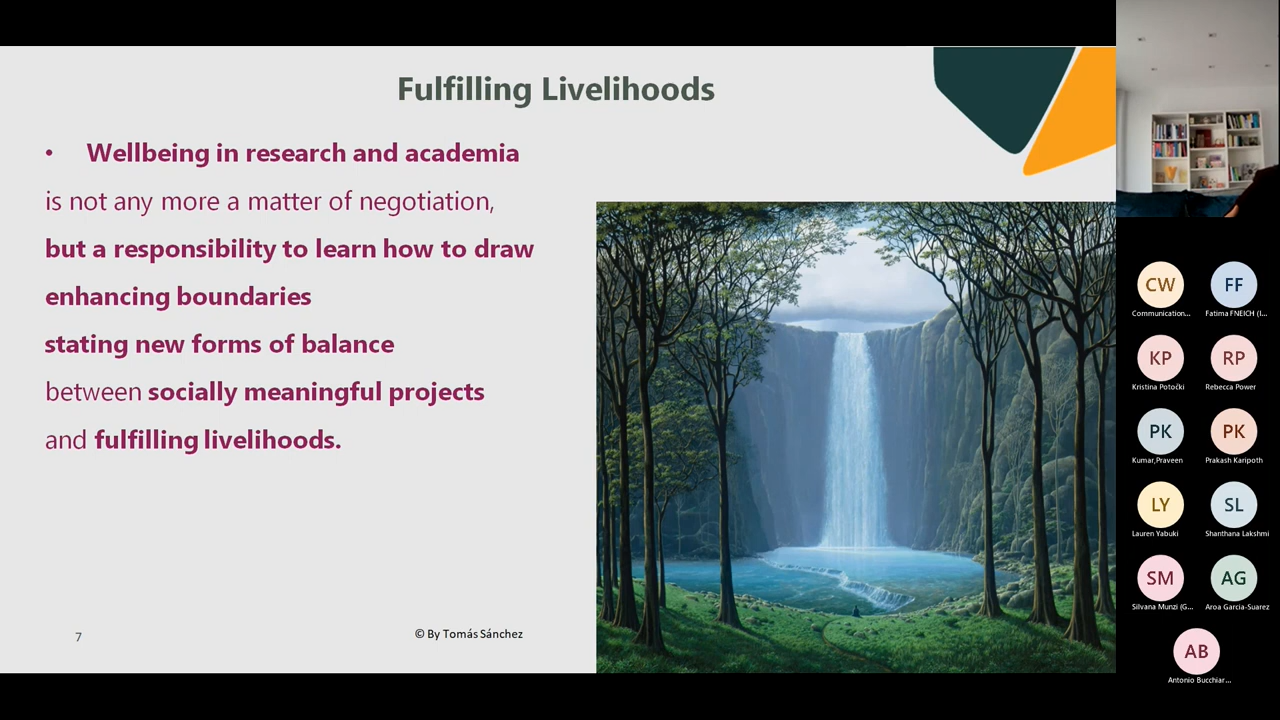 Fulfilling Livelihoods
• Wellbeing in research and academia
is not any more a matter of negotiation,
but a responsibility to learn how to draw
enhancing boundaries
stating new forms of balance
between socially meaningful projects
and fulfilling livelihoods.
7
© By Tomás Sánchez
CW
Communication...
FF
Fatima FNEICH (I...
KP
Kristina Potočki
RP
Rebecca Power
PK
Kumar,Praveen
PK
Prakash Karipoth
LY
Lauren Yabuki
SL
Shanthana Lakshmi
SM
Silvana Munzi (G...
AG
Aroa Garcia-Suarez
AB
Antonio Bucchiar...